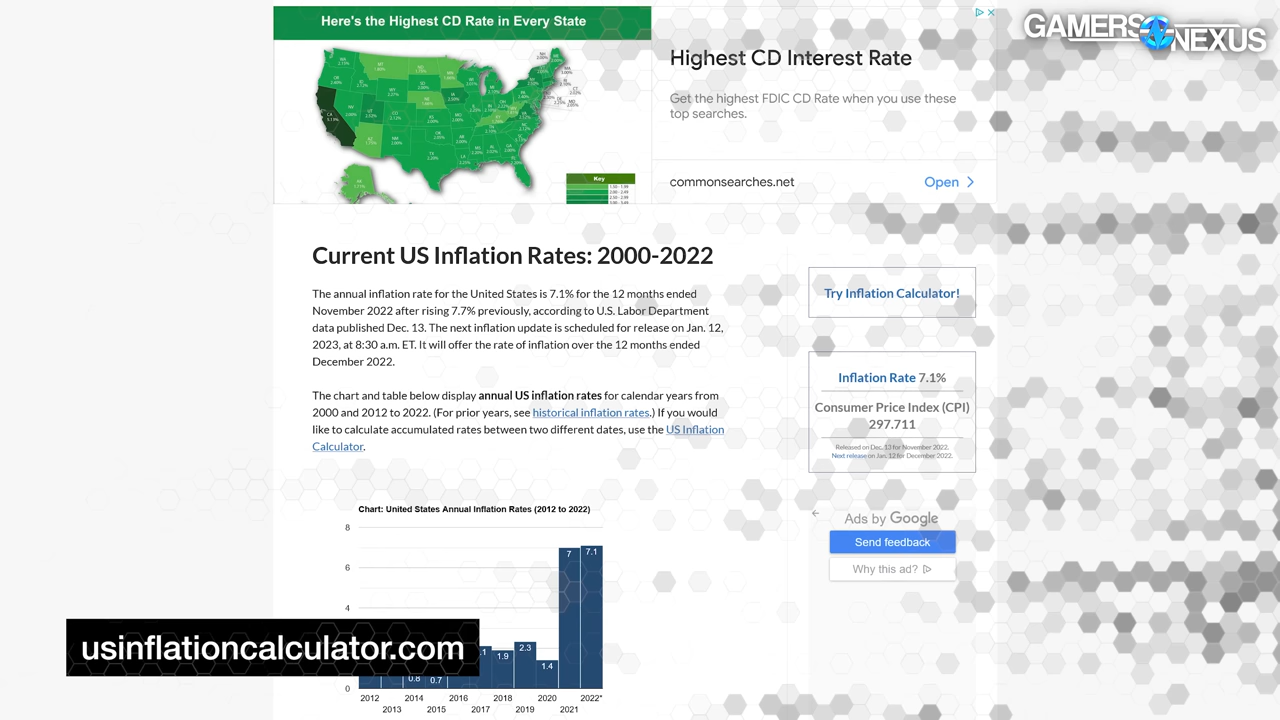 Here's the Highest CD Rate in Every State
Key
Highest CD Interest Rate
Get the highest FDIC CD Rate when you use these
top searches.
commonsearches.net
Open
GAMERS NEXUS
Current US Inflation Rates: 2000-2022
The annual inflation rate for the United States is 7.1% for the 12 months ended
November 2022 after rising 7.7% previously, according to U.S. Labor Department
data published Dec. 13. The next inflation update is scheduled for release on Jan. 12,
2023, at 8:30 a.m. ET. It will offer the rate of inflation over the 12 months ended
December 2022.
The chart and table below display annual US inflation rates for calendar years from
2000 and 2012 to 2022. (For prior years, see historical inflation rates.) If you would
like to calculate accumulated rates between two different dates, use the US Inflation
Calculator.
Try Inflation Calculator!
Inflation Rate 7.1%
Consumer Price Index (CPI)
297.711
Released on Dec. 13 for November 2022.
Next release on Jan. 12 for December 2022.
Ads by Google
Send feedback
Why this ad?
Chart: United States Annual Inflation Rates (2012 to 2022)
8
6
4
0
0.8 0.7 .1 1.9 2.3 1.4 7 7.1
2012 2014 2016 2018 2020 2022*
2013 2015 2017 2019 2021
usinflationcalculator.com